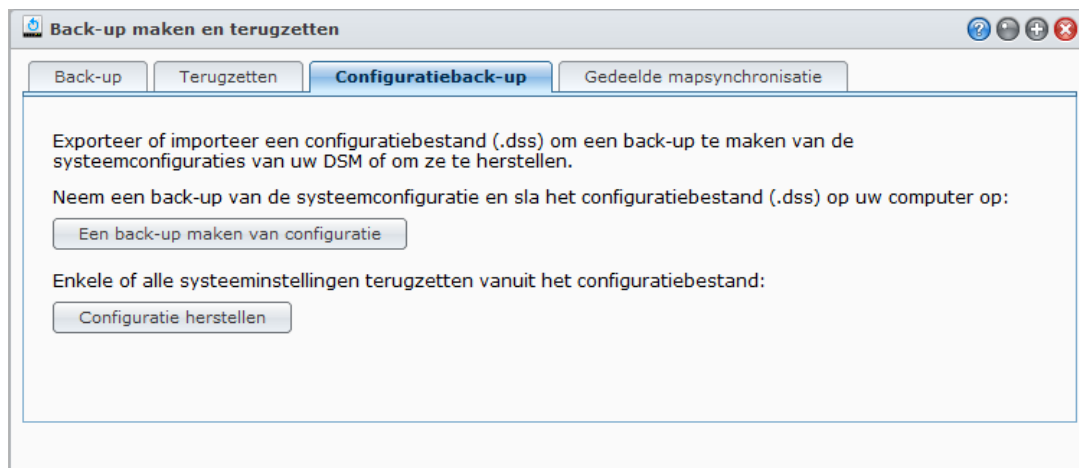 Back-up maken en terugzetten
Back-up Terugzetten Configuratieback-up Gedeelde mapsynchronisatie
Exporteer of importeer een configuratiebestand (.dss) om een back-up te maken van de
systeemconfiguraties van uw DSM of om ze te herstellen.
Neem een back-up van de systeemconfiguratie en sla het configuratiebestand (.dss) op uw computer op:
Een back-up maken van configuratie
Enkele of alle systeeminstellingen terugzetten vanuit het configuratiebestand:
Configuratie herstellen